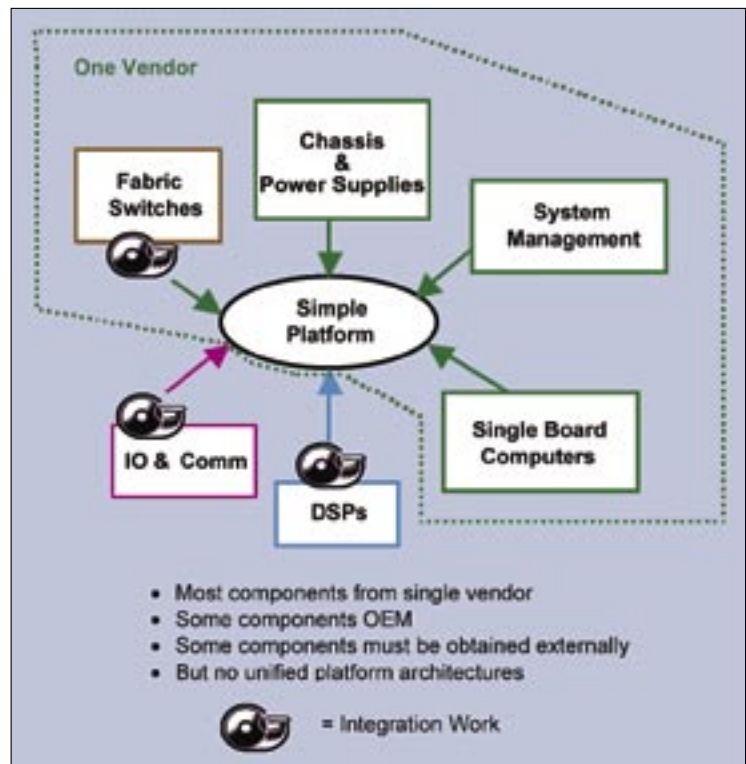 One Vendor
Chassis
&
Power Supplies
Fabric
Switches
System
Management
Simple
Platform
IO & Comm
DSPs
Single Board
Computers
• Most components from single vendor
• Some components OEM
• Some components must be obtained externally
• But no unified platform architectures
= Integration Work